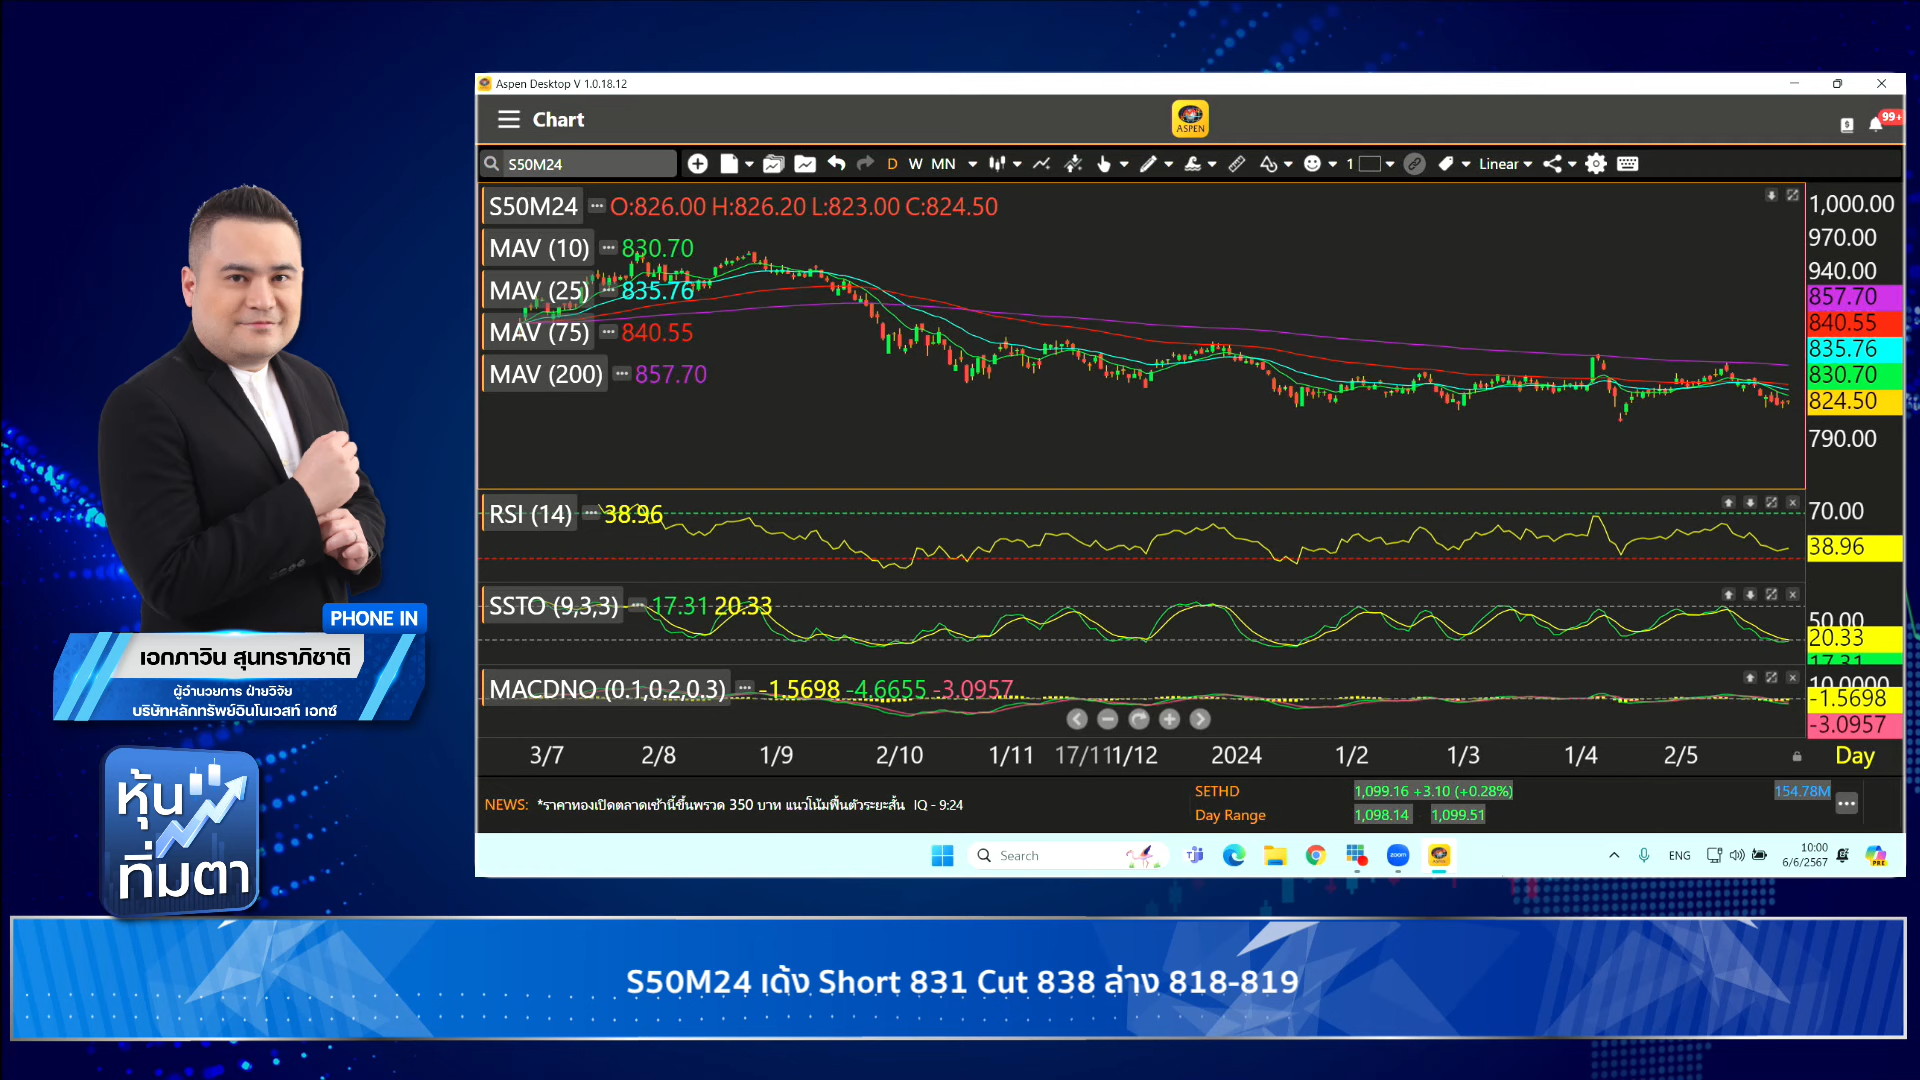 Aspen Desktop V 1.0.18.12
Chart
ASPEN
99+
S50M24
D W MN
1
Linear
S50M24 O:826.00 H:826.20 L:823.00 C:824.50
MAV (10) 830.70
MAV (25) 835.76
MAV (75) 840.55
MAV (200) 857.70
1,000.00
970.00
940.00
857.70
840.55
835.76
830.70
824.50
790.00
RSI (14) 38.96
70.00
38.96
SSTO (9,3,3) 17.31 20.33
50.00
20.33
17.31
MACDNO (0.1,0.2,0.3) -1.5698 -4.6655 -3.0957
10.0000
-1.5698
-3.0957
3/7 2/8 1/9 2/10 1/11 17/11 1/12 2024 1/2 1/3 1/4 2/5 Day
NEWS: *ราคาทองเปิดตลาดเช้านี้ขึ้นพรวด 350 บาท แนวโน้มฟื้นตัวระยะสั้น IQ - 9:24
SETHD 1,099.16 +3.10 (+0.28%) 154.78M
Day Range 1,098.14 1,099.51
Search
zoom
ENG
10:00
6/6/2567
PRE
PHONE IN
เอกภาวิน สุนทราภิชาติ
ผู้อำนวยการ ฝ่ายวิจัย
บริษัทหลักทรัพย์อินโนเวสท์ เอกซ์
หุ้น
ทิ่มตา
S50M24 เด้ง Short 831 Cut 838 ล่าง 818-819